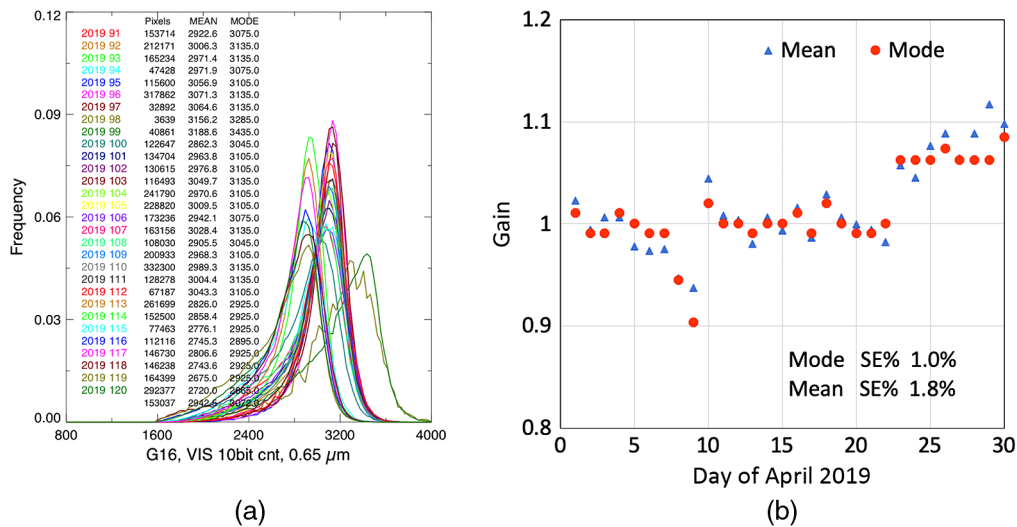 0.12
0.09
0.06
0.03
0.00
Frequency
Pixels MEAN MODE
2019 91 153714 2922.6 3075.0
2019 92 212171 3006.3 3135.0
2019 93 165234 2971.4 3135.0
2019 94 47428 2971.9 3075.0
2019 95 115600 3056.9 3105.0
2019 96 317862 3071.3 3135.0
2019 97 32892 3064.6 3135.0
2019 98 3639 3156.2 3285.0
2019 99 40861 3188.6 3435.0
2019 100 122647 2862.3 3045.0
2019 101 134704 2963.8 3105.0
2019 102 130615 2976.8 3105.0
2019 103 116493 3049.7 3135.0
2019 104 241790 2970.6 3105.0
2019 105 228820 3009.5 3105.0
2019 106 173236 2942.1 3075.0
2019 107 163156 3028.4 3135.0
2019 108 108030 2905.5 3045.0
2019 109 200933 2968.3 3105.0
2019 110 332300 2989.3 3135.0
2019 111 128278 3004.4 3135.0
2019 112 67187 3043.3 3105.0
2019 113 261699 2826.0 2925.0
2019 114 152500 2858.4 2925.0
2019 115 77463 2776.1 2925.0
2019 116 112116 2745.3 2895.0
2019 117 146730 2806.6 2925.0
2019 118 146238 2743.6 2925.0
2019 119 164399 2675.2 2925.0
2019 120 292377 2720.0 2865.0
153037 2942.5 3072.0
800 1600 2400 3200 4000
G16, VIS 10bit cnt, 0.65 μm
(a)
1.2
1.1
1
0.9
0.8
Gain
Mean Mode
Mode SE% 1.0%
Mean SE% 1.8%
0 5 10 15 20 25 30
Day of April 2019
(b)